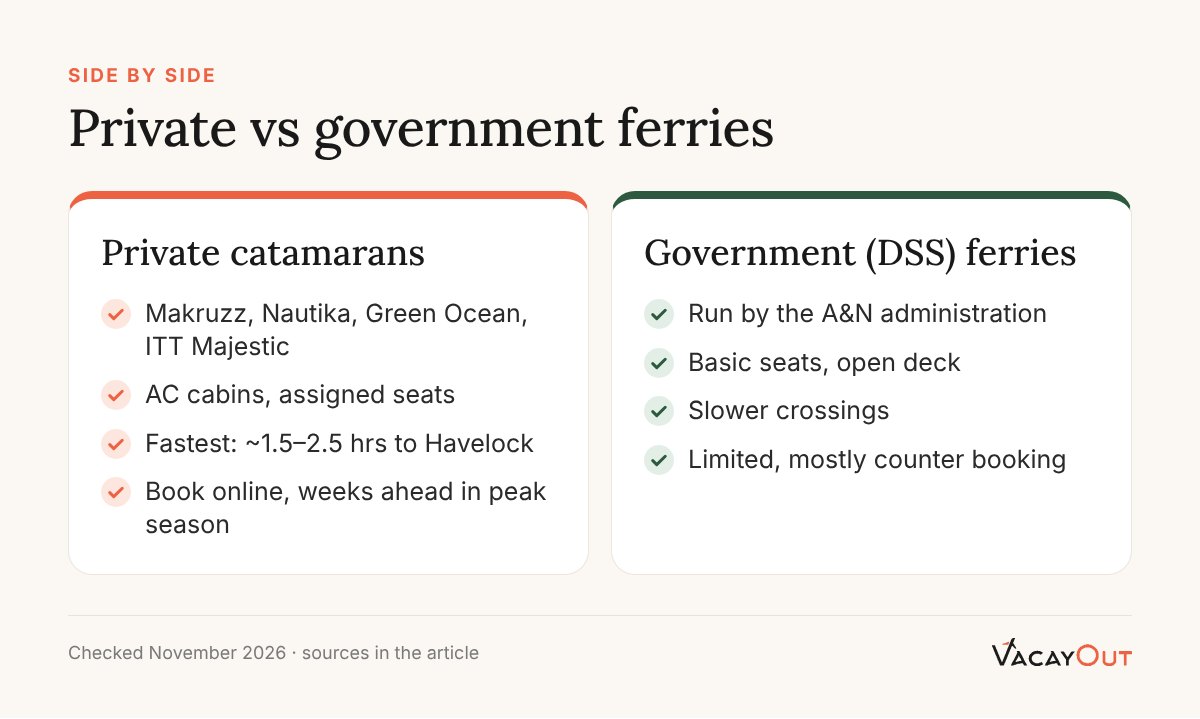 SIDE BY SIDE
Private vs government ferries
Private catamarans
Makruzz, Nautika, Green Ocean,
ITT Majestic
AC cabins, assigned seats
Fastest: ~1.5–2.5 hrs to Havelock
Book online, weeks ahead in peak
season
Government (DSS) ferries
Run by the A&N administration
Basic seats, open deck
Slower crossings
Limited, mostly counter booking
Checked November 2026 · sources in the article
VACAYOUT